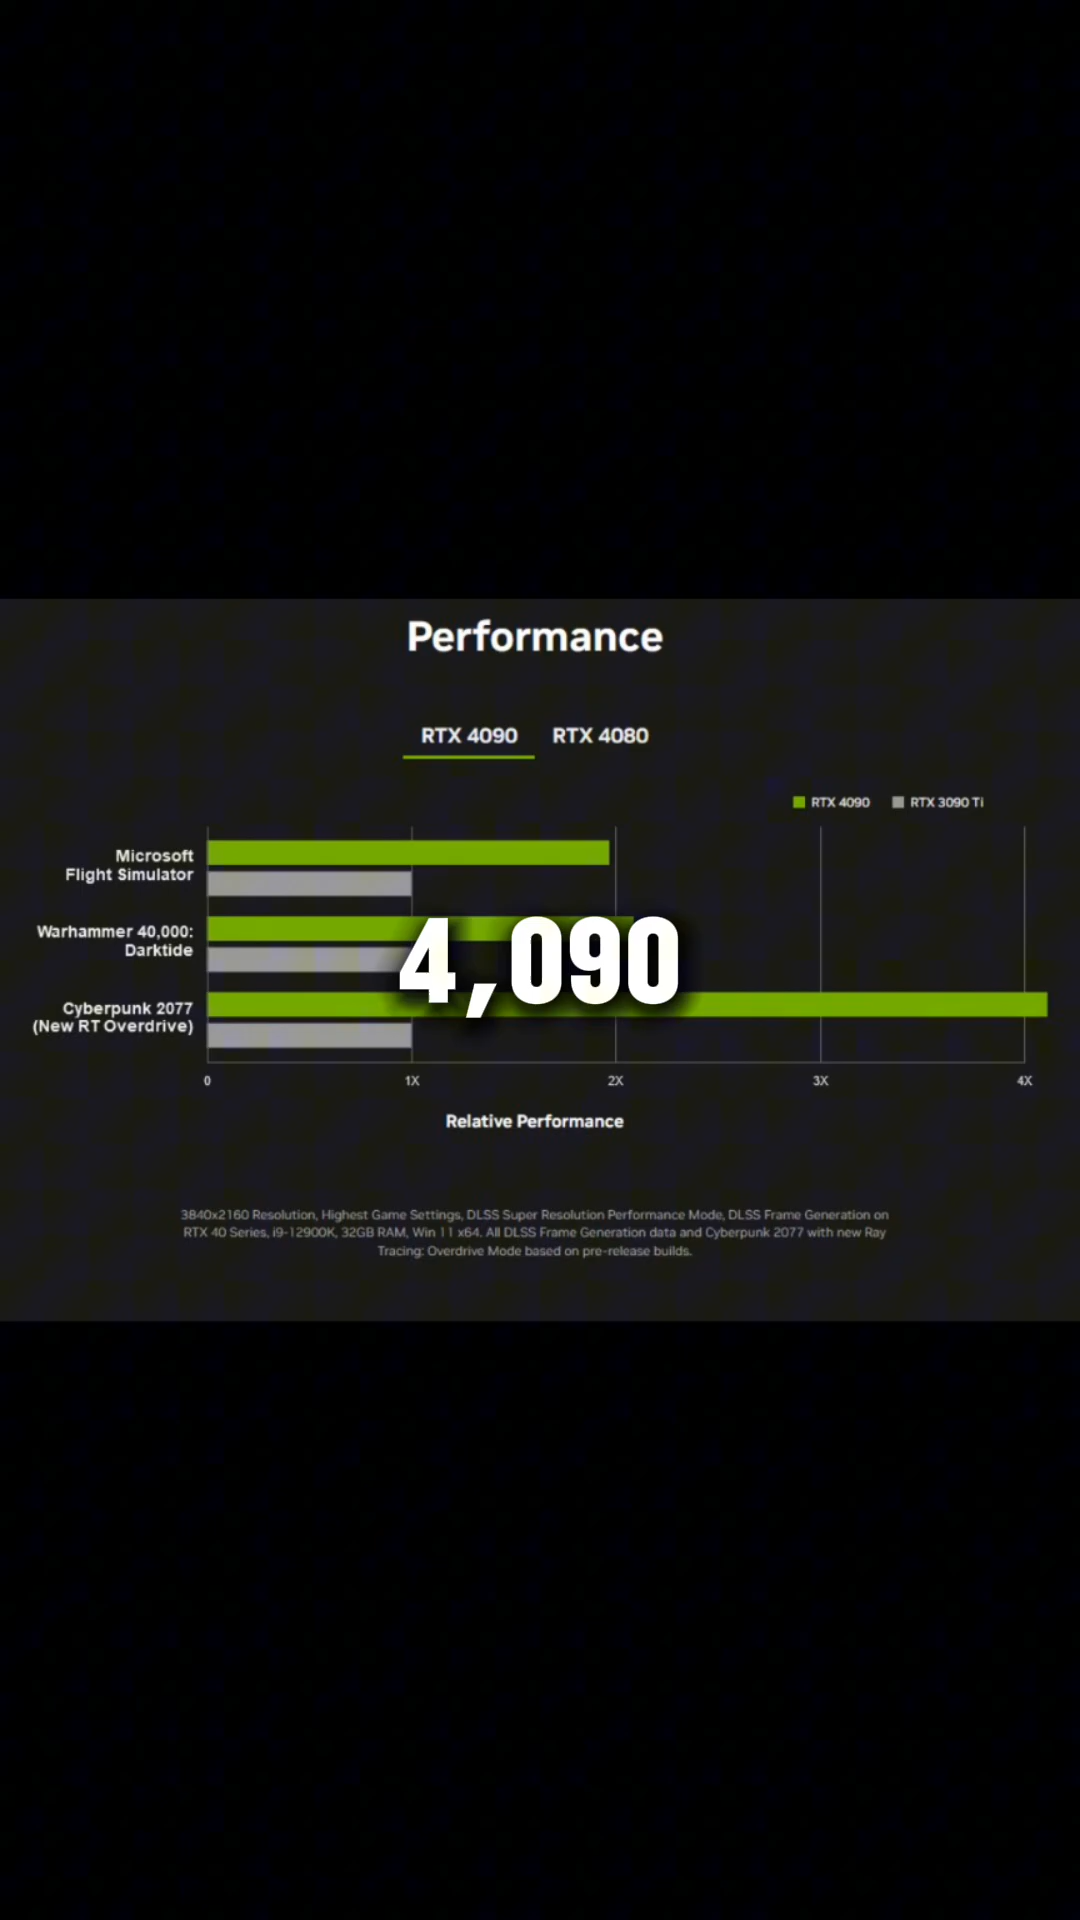 Performance
RTX 4090 RTX 4080
RTX 4090 RTX 3090 Ti
Microsoft
Flight Simulator
Warhammer 40,000:
Darktide
4,090
Cyberpunk 2077
(New RT Overdrive)
0 1X 2X 3X 4X
Relative Performance
3840x2160 Resolution, Highest Game Settings, DLSS Super Resolution Performance Mode, DLSS Frame Generation on
RTX 40 Series, i9-12900K, 32GB RAM, Win 11 x64. All DLSS Frame Generation data and Cyberpunk 2077 with new Ray
Tracing: Overdrive Mode based on pre-release builds.